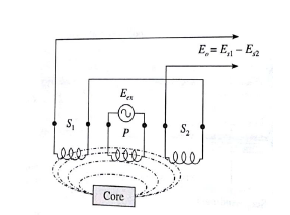 E_o = E_s1 − E_s2
E_en
S_1
P
S_2
Core